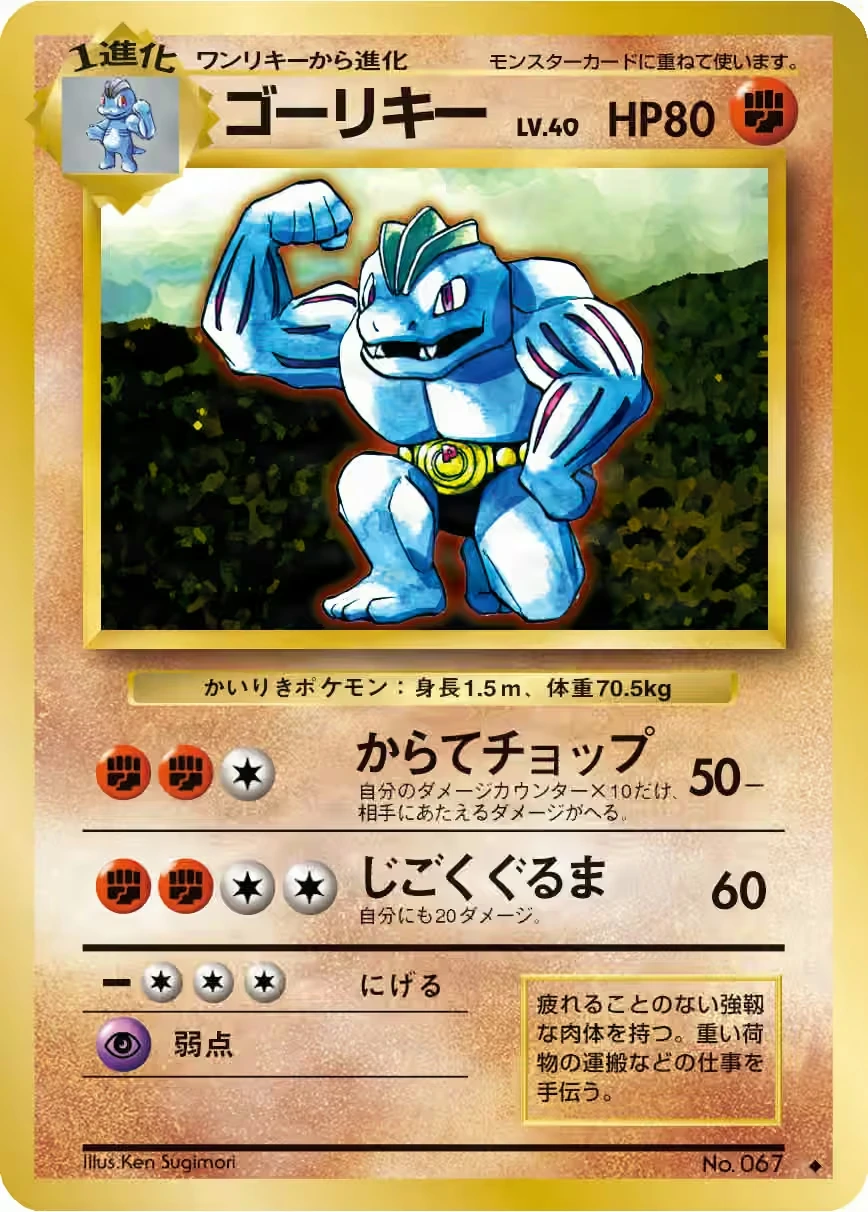 1進化 ワンリキーから進化 モンスターカードに重ねて使います。
ゴーリキー LV.40 HP80
P
かいりきポケモン：身長1.5m、体重70.5kg
からてチョップ 50−
自分のダメージカウンター×10だけ、
相手にあたえるダメージがへる。
じごくぐるま 60
自分にも20ダメージ。
にげる
弱点
疲れることのない強靭
な肉体を持つ。重い荷
物の運搬などの仕事を
手伝う。
Illus.Ken Sugimori No.067